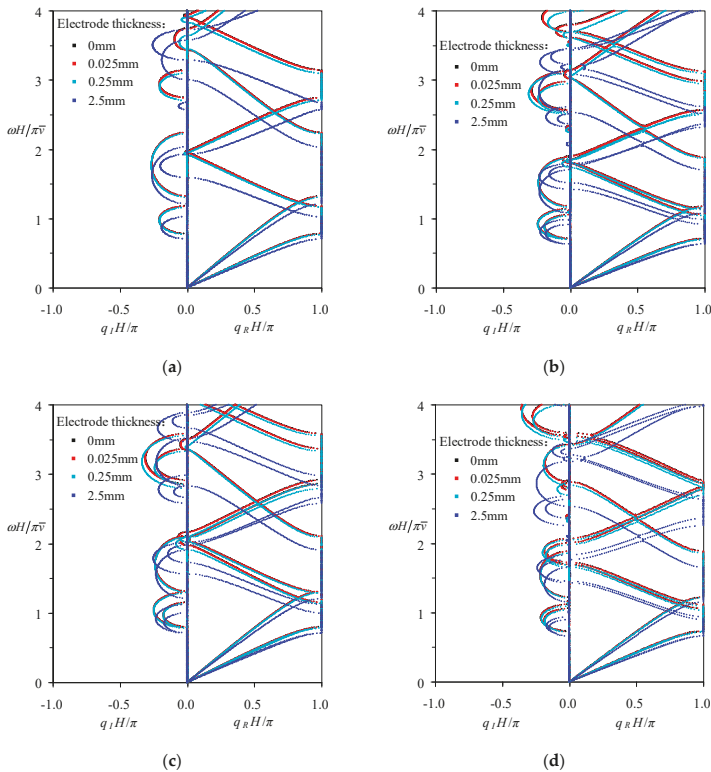 4
Electrode thickness:
0mm
0.025mm
0.25mm
2.5mm
3
ωH/πv̄
2
1
0
-1.0 -0.5 0.0 0.5 1.0
q_I H/π q_R H/π
(a)
4
Electrode thickness:
0mm
0.025mm
0.25mm
2.5mm
3
ωH/πv̄
2
1
0
-1.0 -0.5 0.0 0.5 1.0
q_I H/π q_R H/π
(b)
4
Electrode thickness:
0mm
0.025mm
0.25mm
2.5mm
3
ωH/πv̄
2
1
0
-1.0 -0.5 0.0 0.5 1.0
q_I H/π q_R H/π
(c)
4
Electrode thickness:
0mm
0.025mm
0.25mm
2.5mm
3
ωH/πv̄
2
1
0
-1.0 -0.5 0.0 0.5 1.0
q_I H/π q_R H/π
(d)